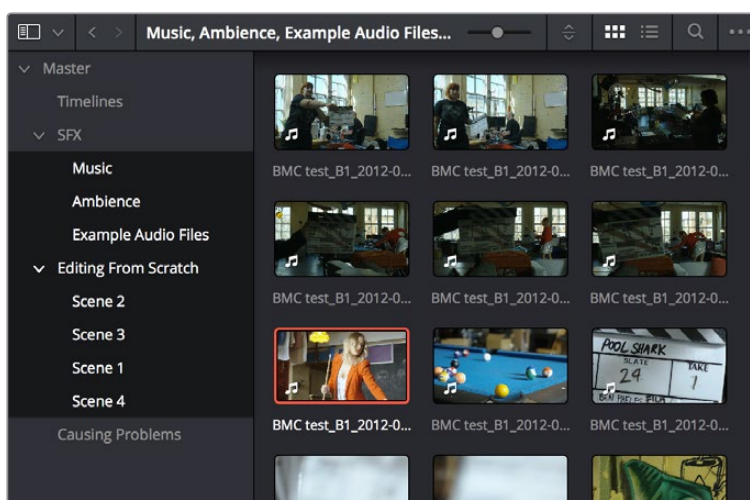 Music, Ambience, Example Audio Files...
Master
Timelines
SFX
Music
Ambience
Example Audio Files
Editing From Scratch
Scene 2
Scene 3
Scene 1
Scene 4
Causing Problems
BMC test_B1_2012-0...
BMC test_B1_2012-0...
BMC test_B1_2012-0...
BMC test_B1_2012-0...
BMC test_B1_2012-0...
BMC test_B1_2012-0...
POOL SHARK
SLATE
TAKE
24
1
BEN PHELPS FILM
BMC test_B1_2012-0...
BMC test_B1_2012-0...
BMC test_B1_2012-0...